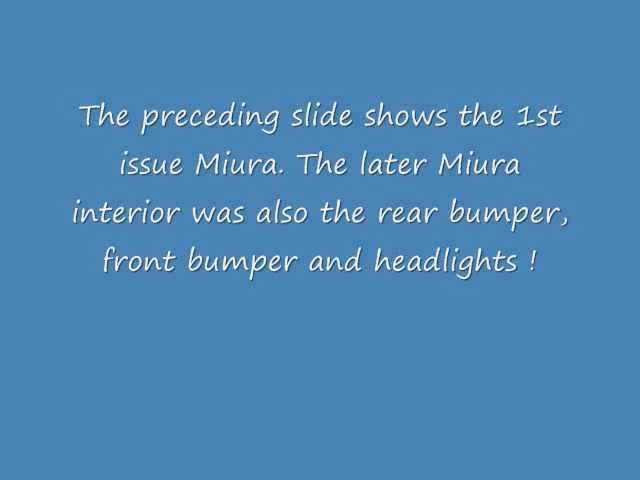 The preceding slide shows the 1st
issue Miura. The later Miura
interior was also the rear bumper,
front bumper and headlights !